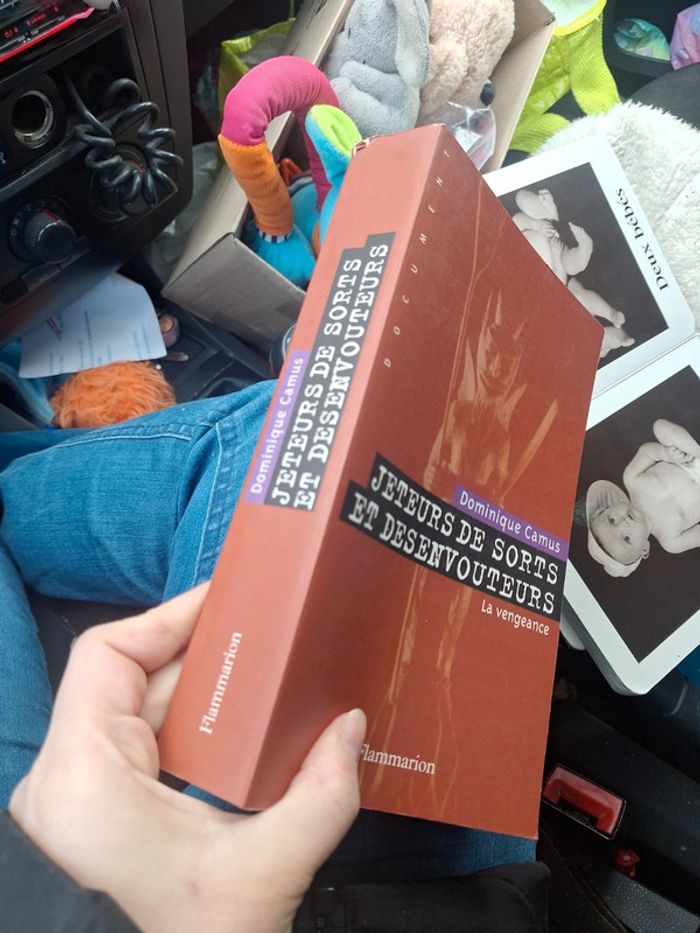 Dominique Camus
JETEURS DE SORTS
ET DESENVOUTEURS
Flammarion
DOCUMENT
Dominique Camus
JETEURS DE SORTS
ET DESENVOUTEURS
La vengeance
Flammarion
Deux bébés